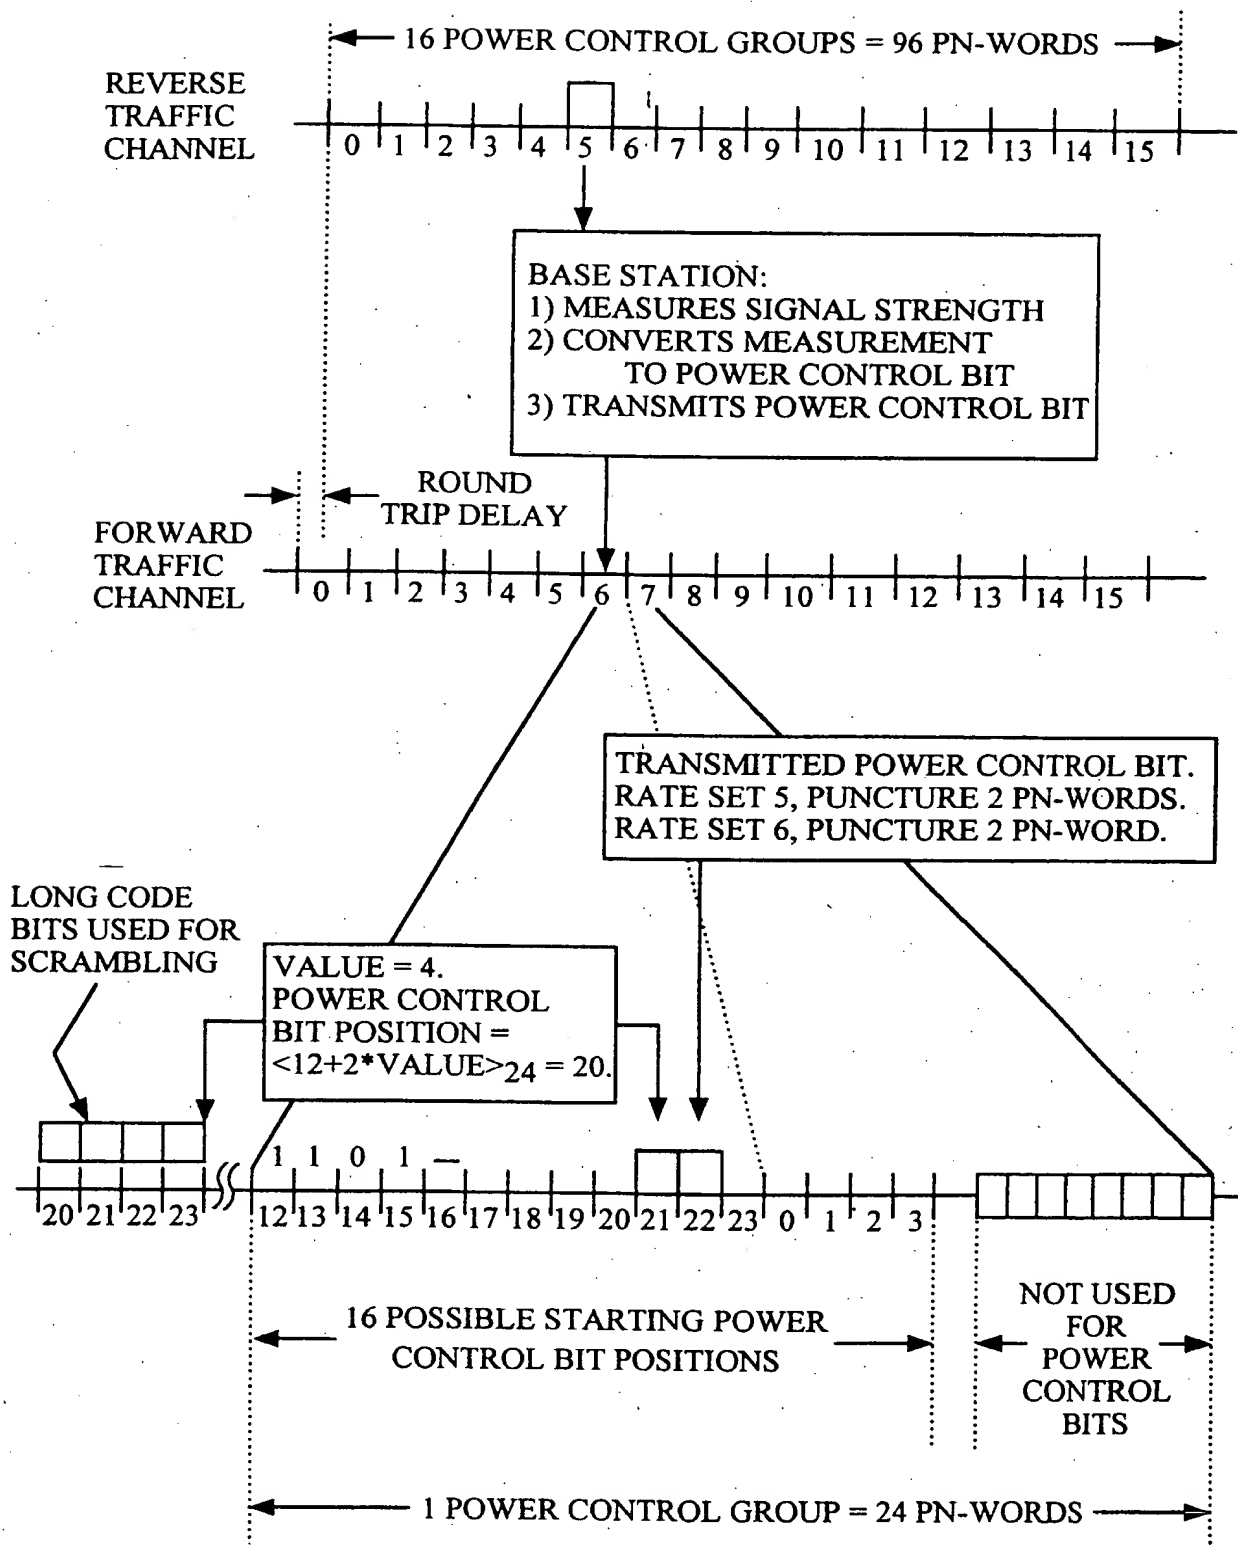 16 POWER CONTROL GROUPS = 96 PN-WORDS
REVERSE
TRAFFIC
CHANNEL
0 1 2 3 4 5 6 7 8 9 10 11 12 13 14 15
BASE STATION:
1) MEASURES SIGNAL STRENGTH
2) CONVERTS MEASUREMENT
TO POWER CONTROL BIT
3) TRANSMITS POWER CONTROL BIT
ROUND
TRIP DELAY
FORWARD
TRAFFIC
CHANNEL
0 1 2 3 4 5 6 7 8 9 10 11 12 13 14 15
TRANSMITTED POWER CONTROL BIT.
RATE SET 5, PUNCTURE 2 PN-WORDS.
RATE SET 6, PUNCTURE 2 PN-WORD.
LONG CODE
BITS USED FOR
SCRAMBLING
VALUE = 4.
POWER CONTROL
BIT POSITION =
<12+2*VALUE>24 = 20.
1 1 0 1 —
20 21 22 23 12 13 14 15 16 17 18 19 20 21 22 23 0 1 2 3
16 POSSIBLE STARTING POWER
CONTROL BIT POSITIONS
NOT USED
FOR
POWER
CONTROL
BITS
1 POWER CONTROL GROUP = 24 PN-WORDS